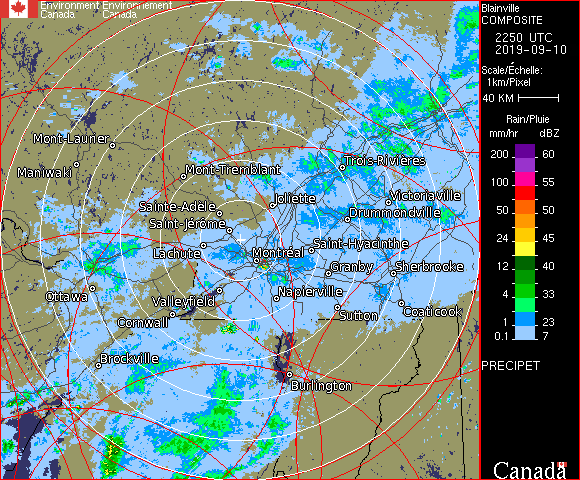 Environment Environnement
Canada Canada
Mont-Laurier
Maniwaki
Mont-Tremblant
Trois-Rivières
Sainte-Adèle
Joliette
Victoriaville
Saint-Jérôme
Drummondville
Lachute
Montréal
Saint-Hyacinthe
Granby
Sherbrooke
Ottawa
Valleyfield
Napierville
Cornwall
Sutton
Coaticook
Brockville
Burlington
Blainville
COMPOSITE
2250 UTC
2019-09-10
Scale/Échelle:
1km/Pixel
40 KM
Rain/Pluie
mm/hr dBZ
200 60
100 55
50 50
24 45
12 40
4 33
1 23
0.1 7
PRECIPET
Canada